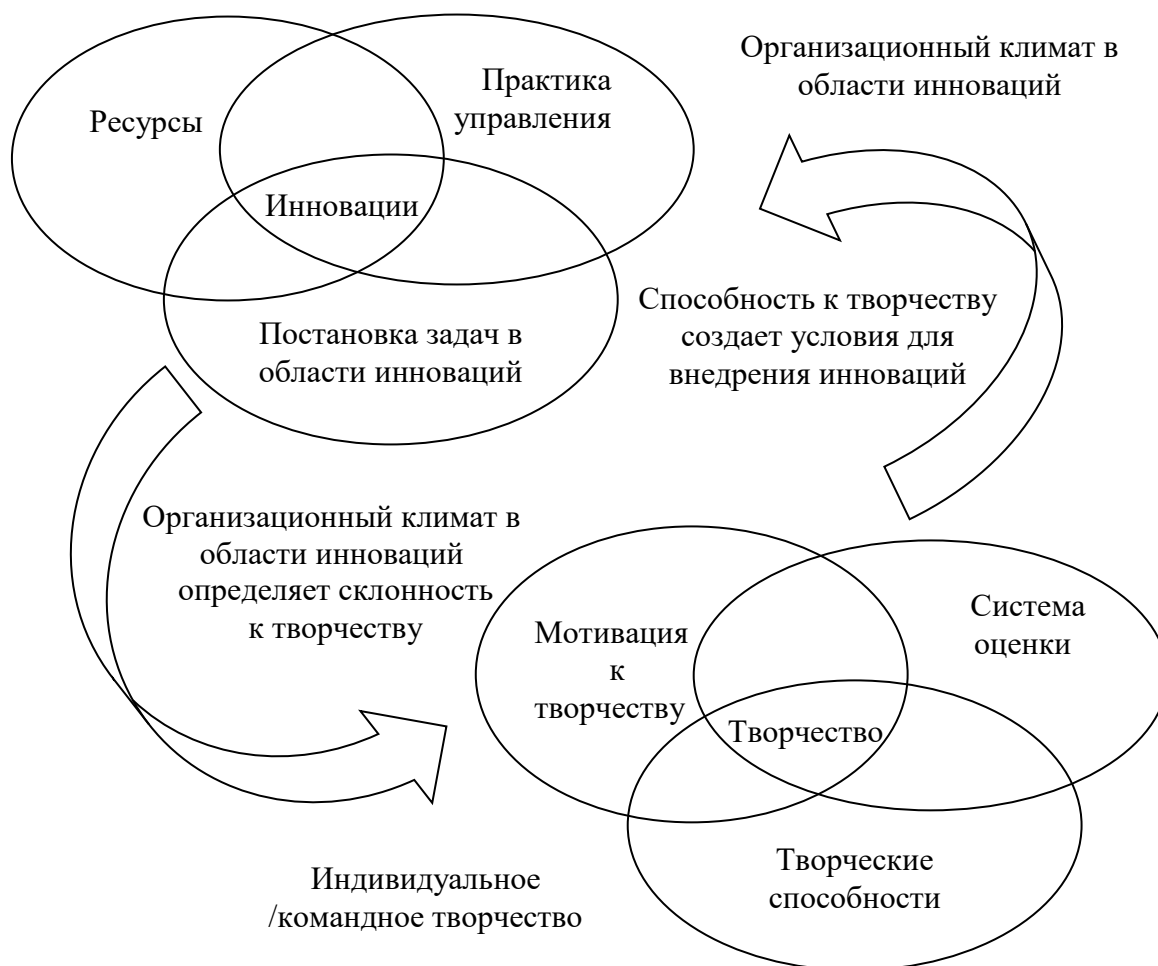 Организационный климат в
области инноваций
Ресурсы
Практика
управления
Инновации
Постановка задач в
области инноваций
Способность к творчеству
создает условия для
внедрения инноваций
Организационный климат в
области инноваций
определяет склонность
к творчеству
Мотивация
к
творчеству
Система
оценки
Творчество
Творческие
способности
Индивидуальное
/командное творчество